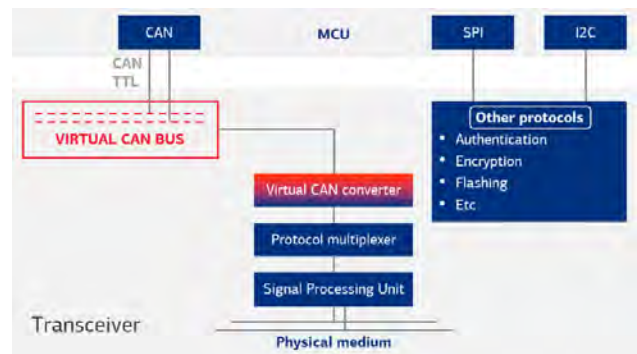 CAN
MCU
SPI
I2C
CAN
TTL
VIRTUAL CAN BUS
Other protocols
• Authentication
• Encryption
• Flashing
• Etc
Virtual CAN converter
Protocol multiplexer
Signal Processing Unit
Transceiver
Physical medium